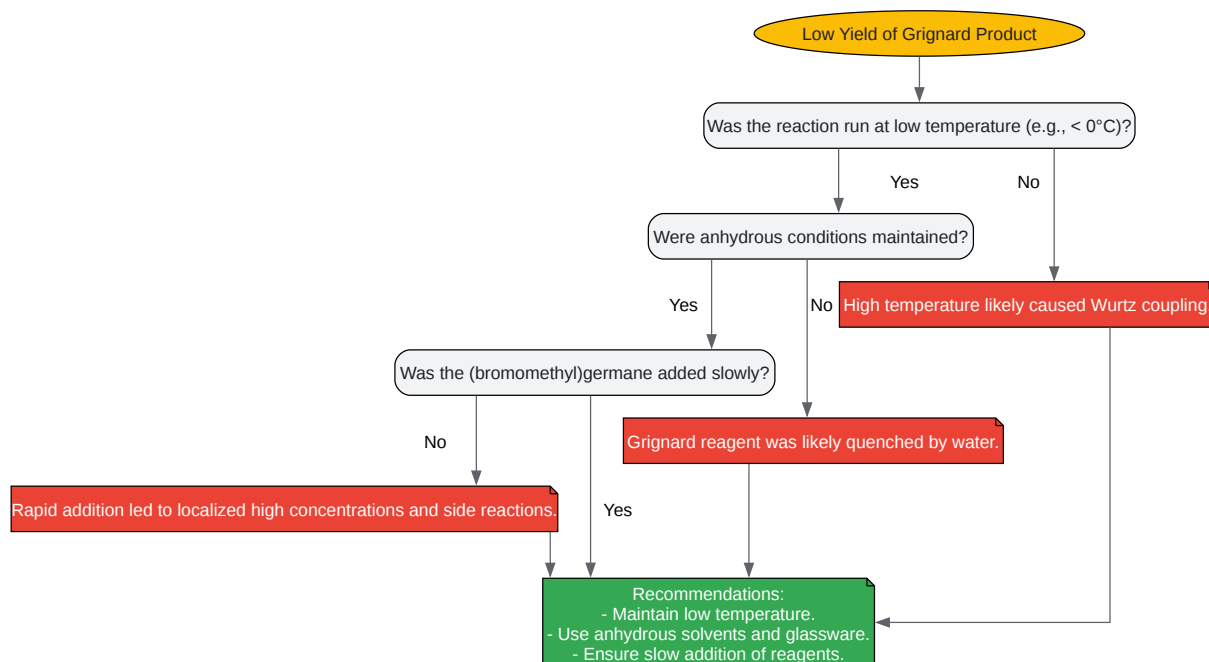 Low Yield of Grignard Product
Was the reaction run at low temperature (e.g., < 0°C)?
Yes
No
Were anhydrous conditions maintained?
Yes
No
High temperature likely caused Wurtz coupling
Was the (bromomethyl)germane added slowly?
No
Yes
Grignard reagent was likely quenched by water.
Rapid addition led to localized high concentrations and side reactions.
Recommendations:
- Maintain low temperature.
- Use anhydrous solvents and glassware.
- Ensure slow addition of reagents.